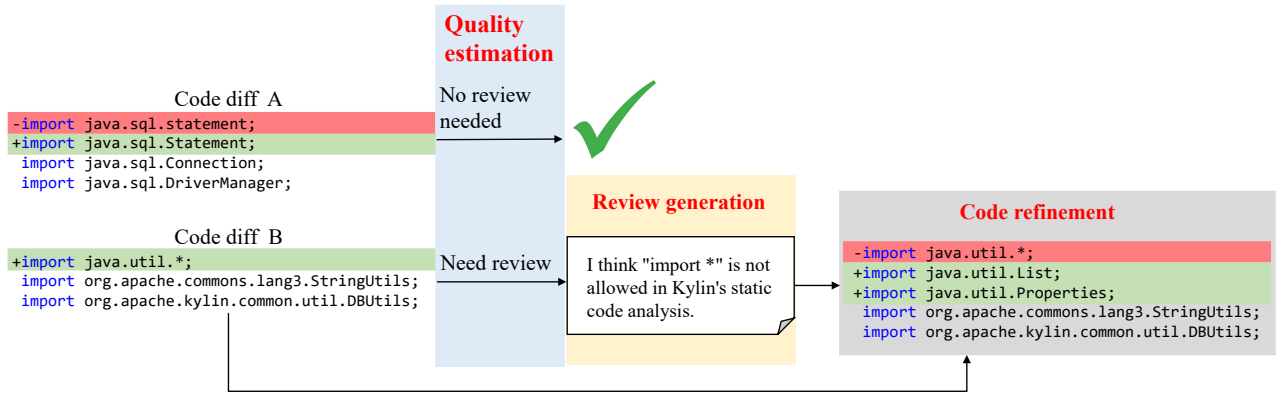 Quality
estimation
Code diff A
-import java.sql.statement;
+import java.sql.Statement;
import java.sql.Connection;
import java.sql.DriverManager;
No review
needed
Code diff B
+import java.util.*;
import org.apache.commons.lang3.StringUtils;
import org.apache.kylin.common.util.DBUtils;
Need review
Review generation
I think "import *" is not
allowed in Kylin's static
code analysis.
Code refinement
-import java.util.*;
+import java.util.List;
+import java.util.Properties;
import org.apache.commons.lang3.StringUtils;
import org.apache.kylin.common.util.DBUtils;